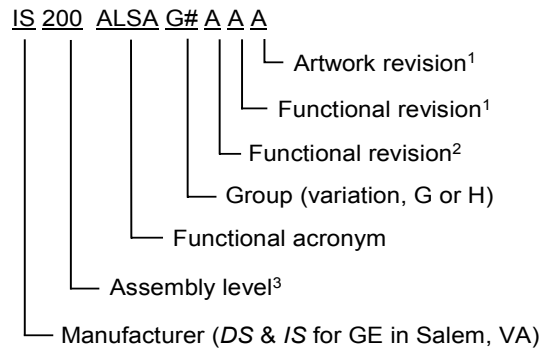 IS 200 ALSA G# A A A
Artwork revision¹
Functional revision¹
Functional revision²
Group (variation, G or H)
Functional acronym
Assembly level³
Manufacturer (DS & IS for GE in Salem, VA)